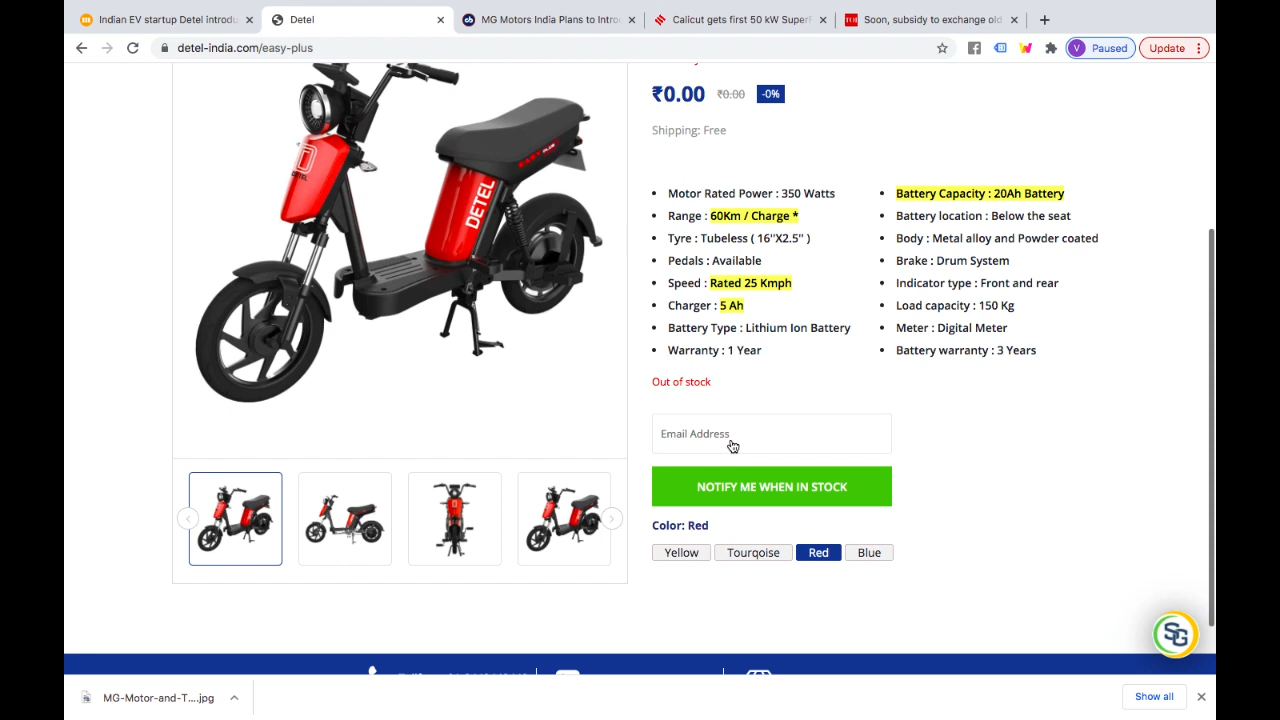 Indian EV startup Detel introdu
Detel
MG Motors India Plans to Intro
Calicut gets first 50 kW SuperF
TOI
Soon, subsidy to exchange old
detel-india.com/easy-plus
V
Paused
Update
₹0.00 ₹0.00 -0%
Shipping: Free
Motor Rated Power : 350 Watts
Range : 60Km / Charge *
Tyre : Tubeless ( 16''X2.5'' )
Pedals : Available
Speed : Rated 25 Kmph
Charger : 5 Ah
Battery Type : Lithium Ion Battery
Warranty : 1 Year
Battery Capacity : 20Ah Battery
Battery location : Below the seat
Body : Metal alloy and Powder coated
Brake : Drum System
Indicator type : Front and rear
Load capacity : 150 Kg
Meter : Digital Meter
Battery warranty : 3 Years
Out of stock
Email Address
NOTIFY ME WHEN IN STOCK
Color: Red
Yellow Tourqoise Red Blue
DETEL
DETEL
EASY PLUS
SG
MG-Motor-and-T....jpg
Show all